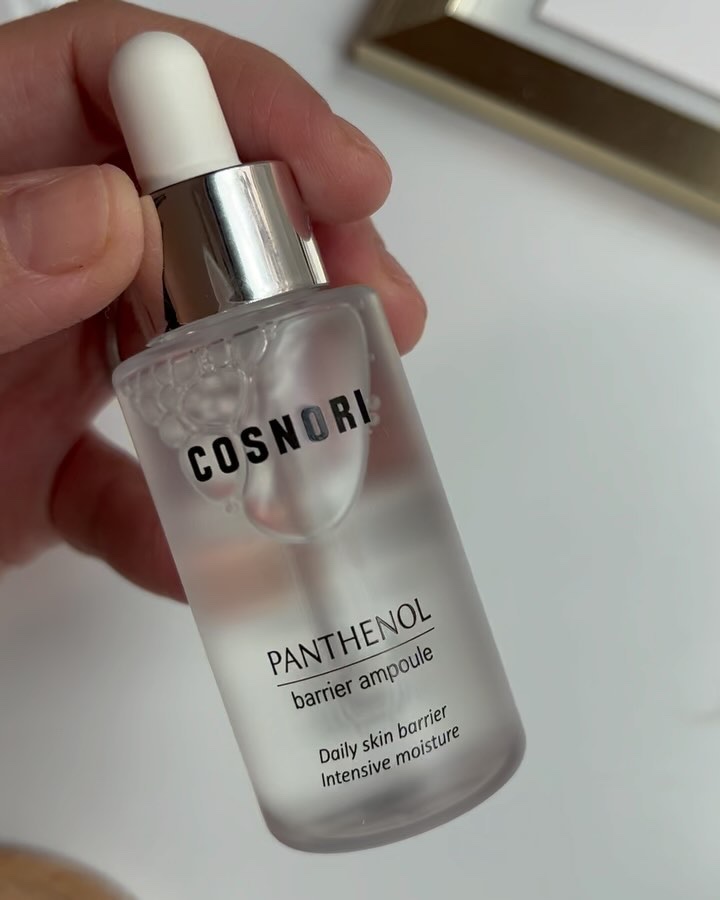 COSNORI
PANTHENOL
barrier ampoule
Daily skin barrier
Intensive moisture